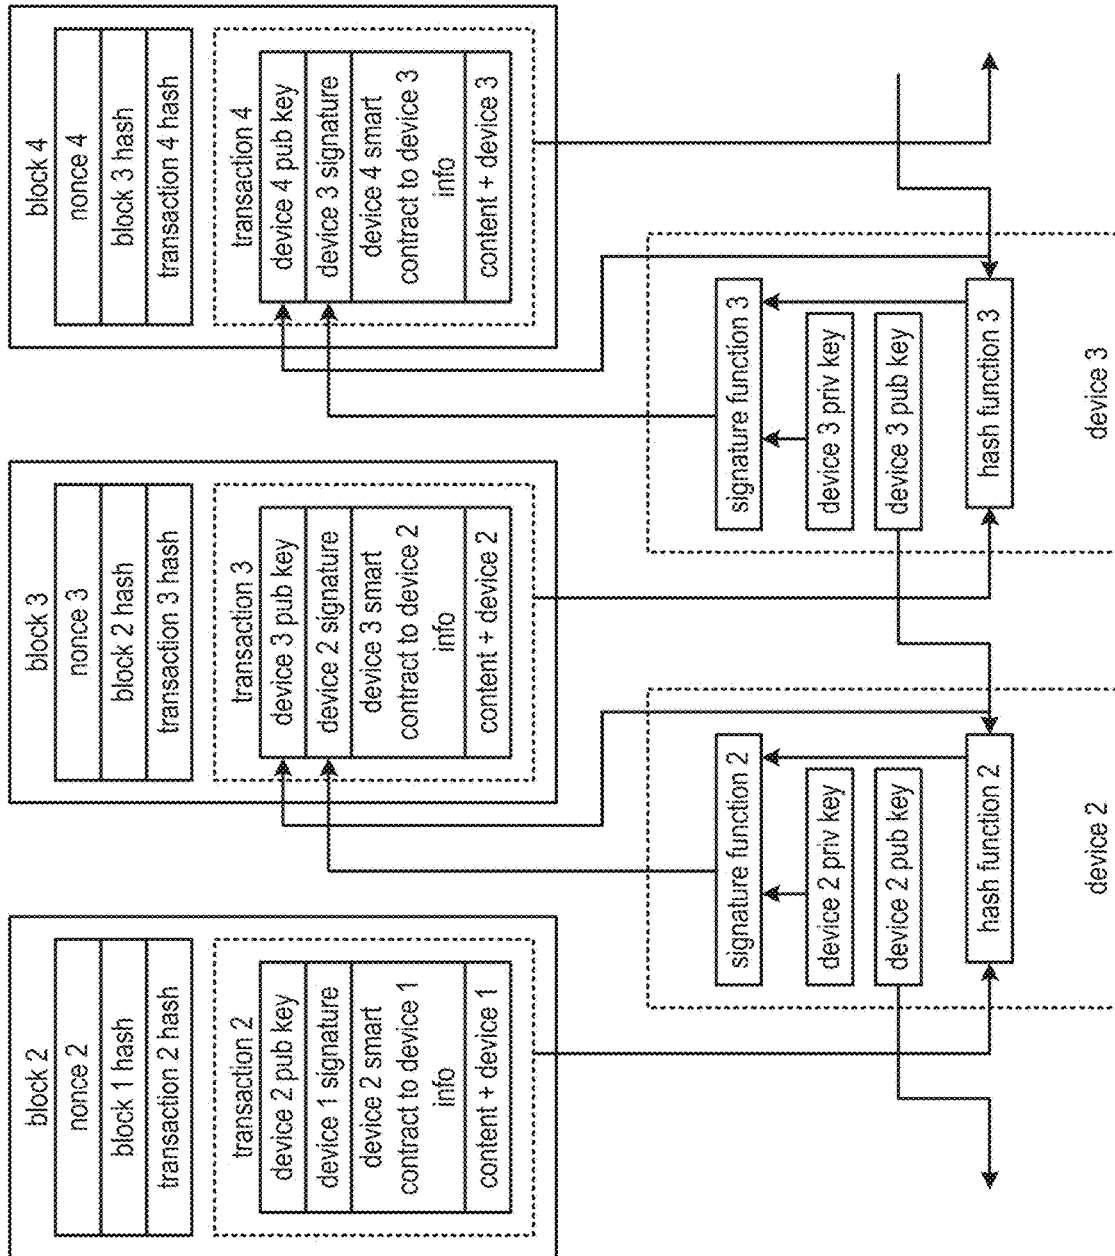 block 2
nonce 2
block 1 hash
transaction 2 hash
transaction 2
device 2 pub key
device 1 signature
device 2 smart
contract to device 1
info
content + device 1
block 3
nonce 3
block 2 hash
transaction 3 hash
transaction 3
device 3 pub key
device 2 signature
device 3 smart
contract to device 2
info
content + device 2
block 4
nonce 4
block 3 hash
transaction 4 hash
transaction 4
device 4 pub key
device 3 signature
device 4 smart
contract to device 3
info
content + device 3
signature function 2
device 2 priv key
device 2 pub key
hash function 2
device 2
signature function 3
device 3 priv key
device 3 pub key
hash function 3
device 3